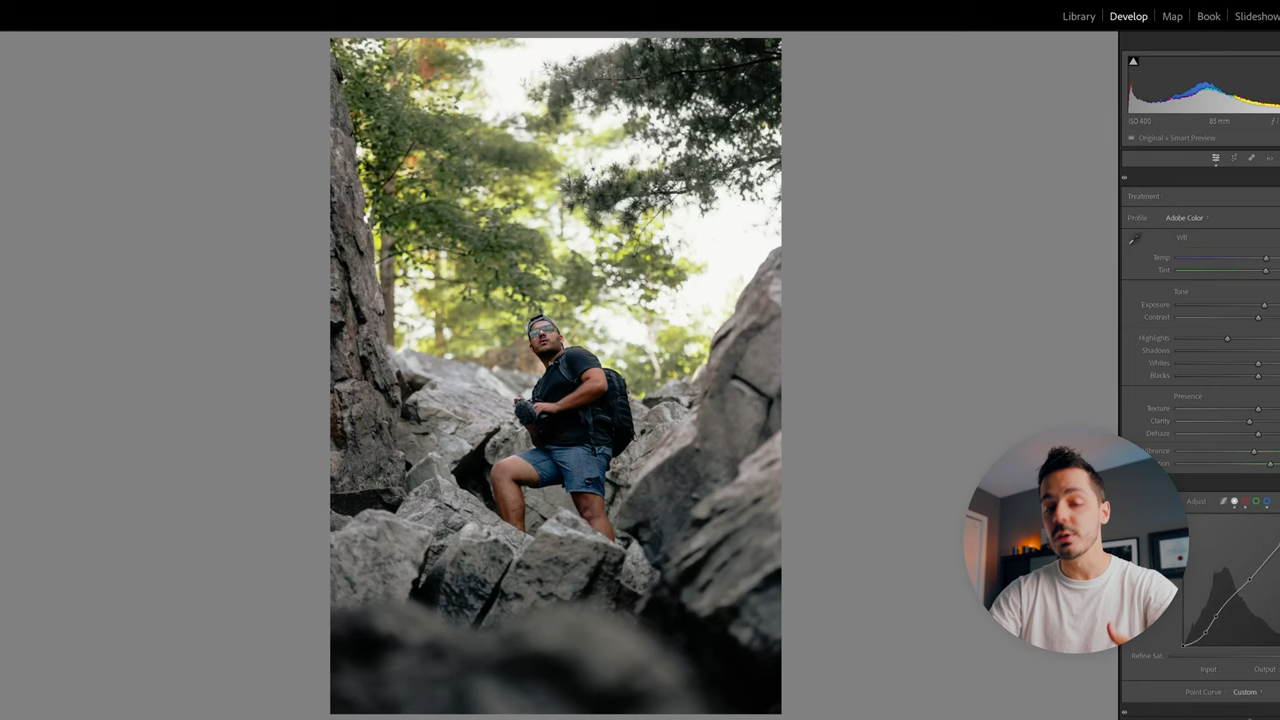 Library Develop Map Book Slideshow
ISO 400 85 mm
Original + Smart Preview
Treatment :
Profile Adobe Color
WB
Temp
Tint
Tone
Exposure
Contrast
Highlights
Shadows
Whites
Blacks
Presence
Texture
Clarity
Dehaze
Adjust :
Refine Sat.
Input : Output
Point Curve : Custom